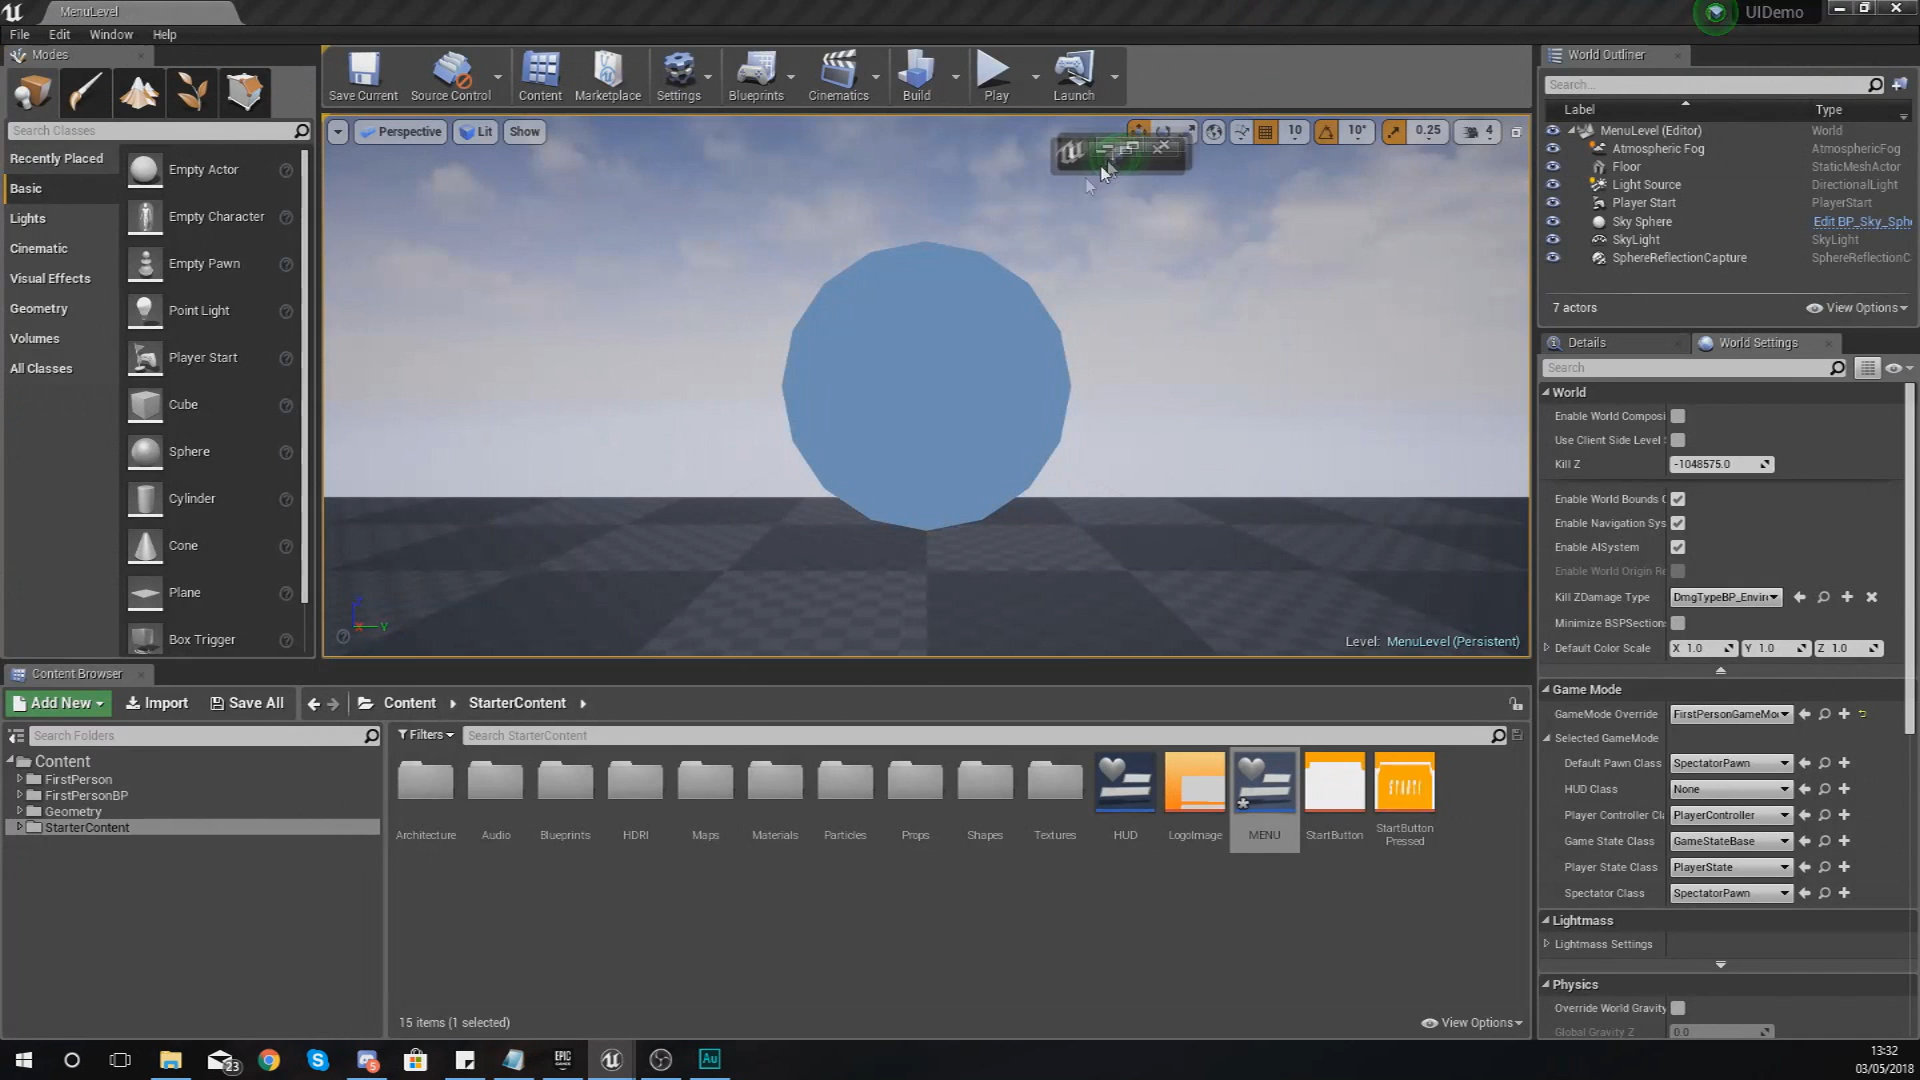 MenuLevel
UIDemo
File Edit Window Help
Modes
Search Classes
Recently Placed
Basic
Lights
Cinematic
Visual Effects
Geometry
Volumes
All Classes
Empty Actor
Empty Character
Empty Pawn
Point Light
Player Start
Cube
Sphere
Cylinder
Cone
Plane
Box Trigger
Save Current
Source Control
Content
Marketplace
Settings
Blueprints
Cinematics
Build
Play
Launch
Perspective
Lit
Show
10
10°
0.25
4
Level: MenuLevel (Persistent)
World Outliner
Search...
Label Type
MenuLevel (Editor) World
Atmospheric Fog AtmosphericFog
Floor StaticMeshActor
Light Source DirectionalLight
Player Start PlayerStart
Sky Sphere Edit BP_Sky_Sph
SkyLight SkyLight
SphereReflectionCapture SphereReflectionC
7 actors
View Options
Details
World Settings
Search
World
Enable World Composi
Use Client Side Level
Kill Z -1048575.0
Enable World Bounds C
Enable Navigation Sys
Enable AISystem
Enable World Origin Re
Kill ZDamage Type DmgTypeBP_Envir
Minimize BSPSection
Default Color Scale X 1.0 Y 1.0 Z 1.0
Game Mode
GameMode Override FirstPersonGameMo
Selected GameMode
Default Pawn Class SpectatorPawn
HUD Class None
Player Controller Cl PlayerController
Game State Class GameStateBase
Player State Class PlayerState
Spectator Class SpectatorPawn
Lightmass
Lightmass Settings
Physics
Override World Gravity
Global Gravity Z 0.0
Content Browser
Add New
Import
Save All
Content
StarterContent
Search Folders
Filters
Search StarterContent
Content
FirstPerson
FirstPersonBP
Geometry
StarterContent
START!
Architecture
Audio
Blueprints
HDRI
Maps
Materials
Particles
Props
Shapes
Textures
HUD
LogoImage
MENU
StartButton
StartButton
Pressed
15 items (1 selected)
View Options
23
5
EPIC
GAMES
Au
13:32
03/05/2018